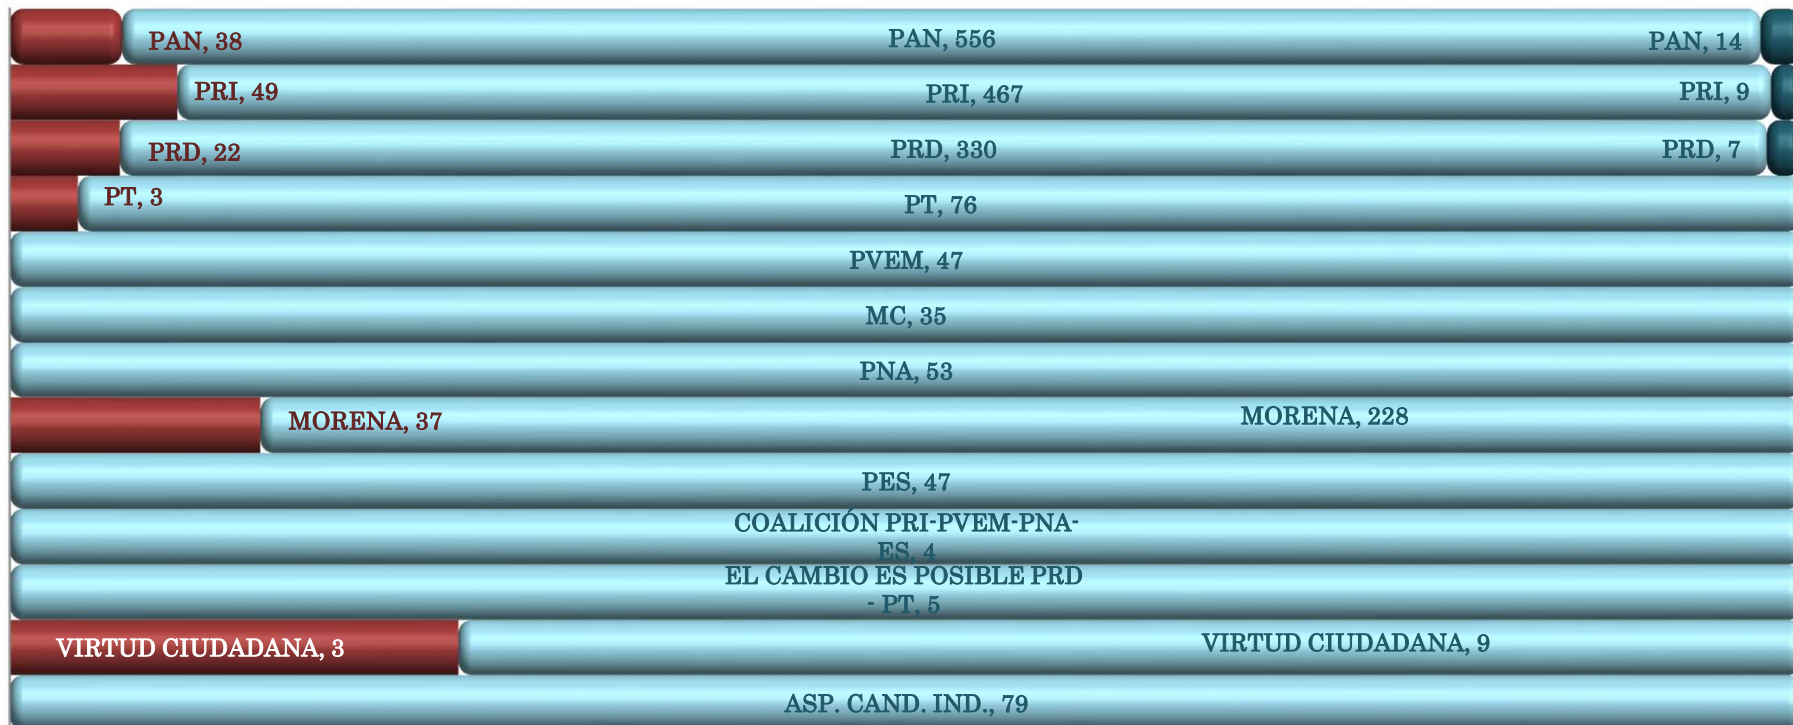 PAN, 38 PAN, 556 PAN, 14
PRI, 49 PRI, 467 PRI, 9
PRD, 22 PRD, 330 PRD, 7
PT, 3 PT, 76
PVEM, 47
MC, 35
PNA, 53
MORENA, 37 MORENA, 228
PES, 47
COALICIÓN PRI-PVEM-PNA-
ES, 4
EL CAMBIO ES POSIBLE PRD
- PT, 5
VIRTUD CIUDADANA, 3 VIRTUD CIUDADANA, 9
ASP. CAND. IND., 79